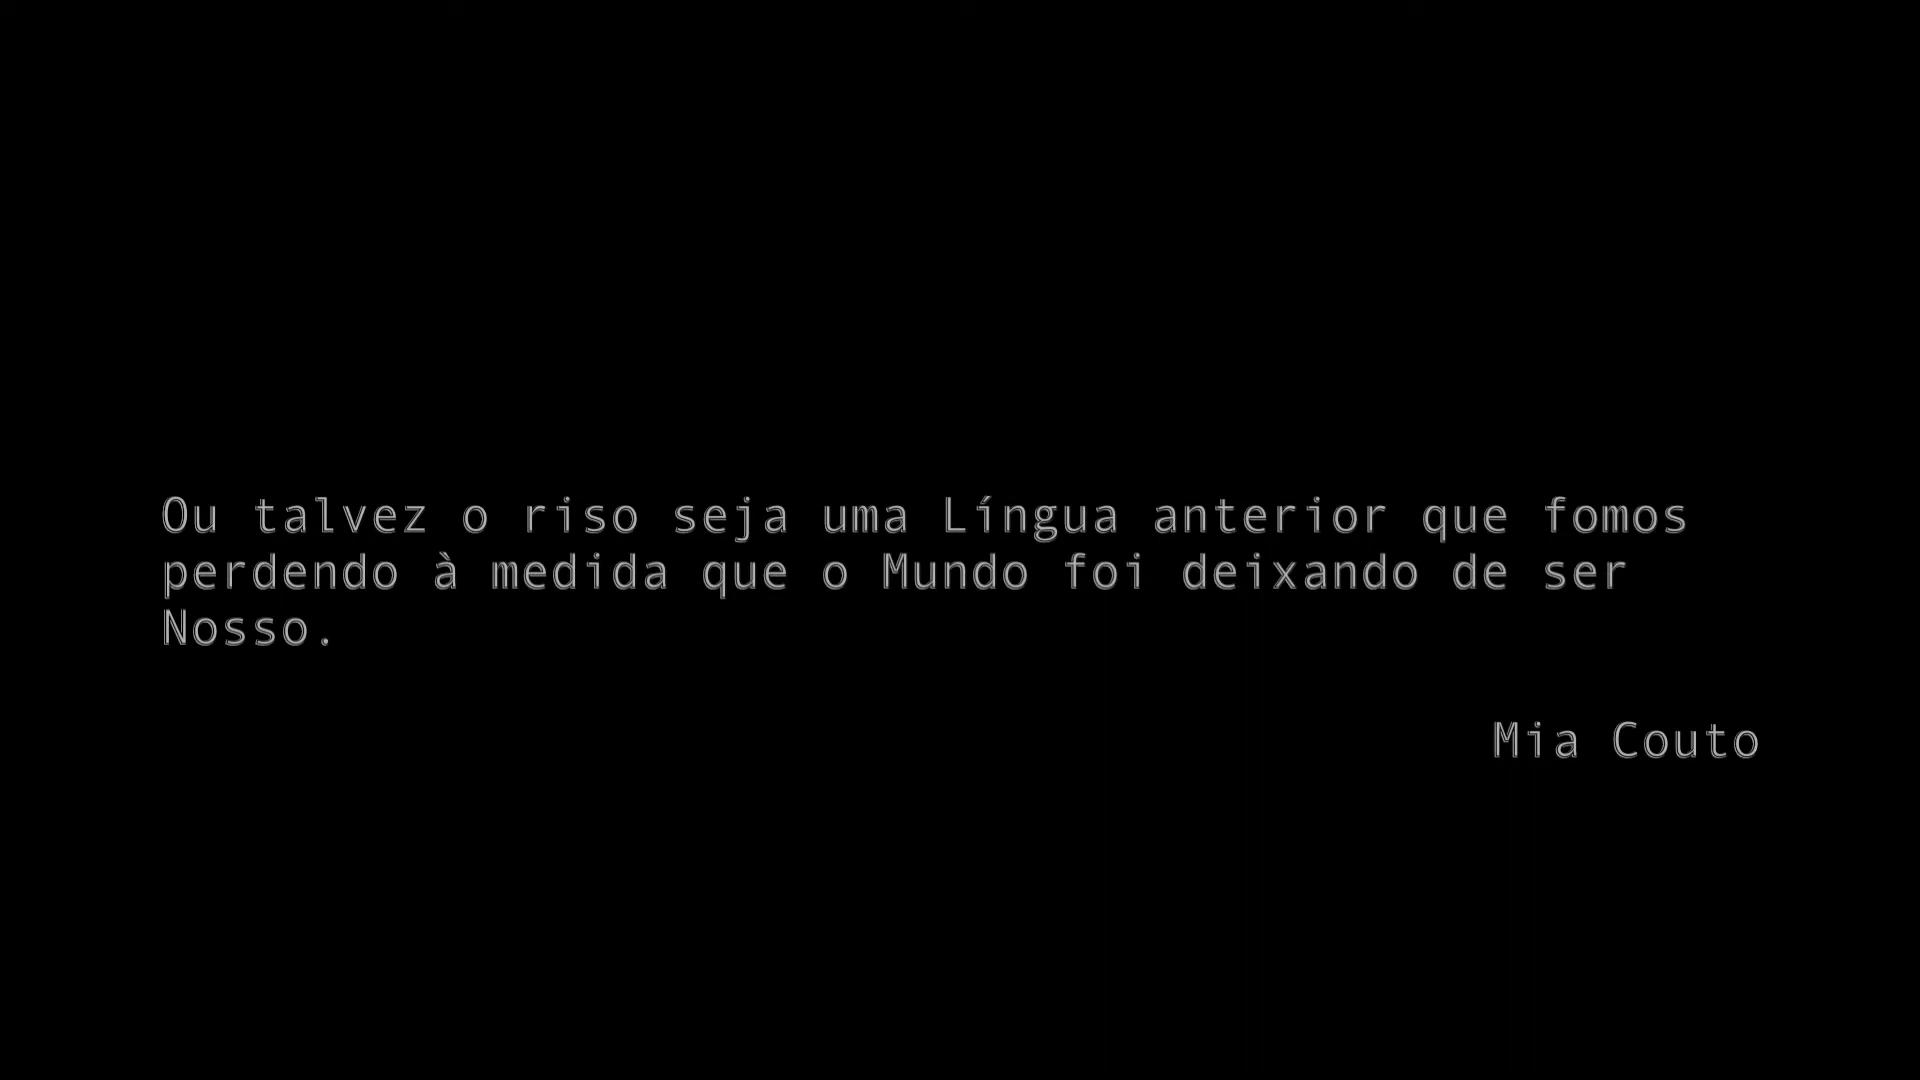 Ou talvez o riso seja uma Língua anterior que fomos
perdendo à medida que o Mundo foi deixando de ser
Nosso.
Mia Couto